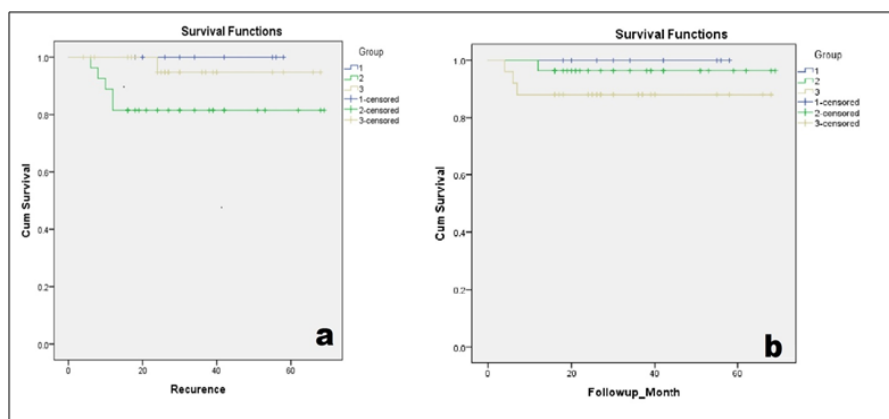 Survival Functions
Group
1
2
3
1-censored
2-censored
3-censored
Cum Survival
1.0
0.8
0.6
0.4
0.2
0.0
0
20
40
60
Recurence
a
Survival Functions
Group
1
2
3
1-censored
2-censored
3-censored
Cum Survival
1.0
0.8
0.6
0.4
0.2
0.0
0
20
40
60
Followup_Month
b